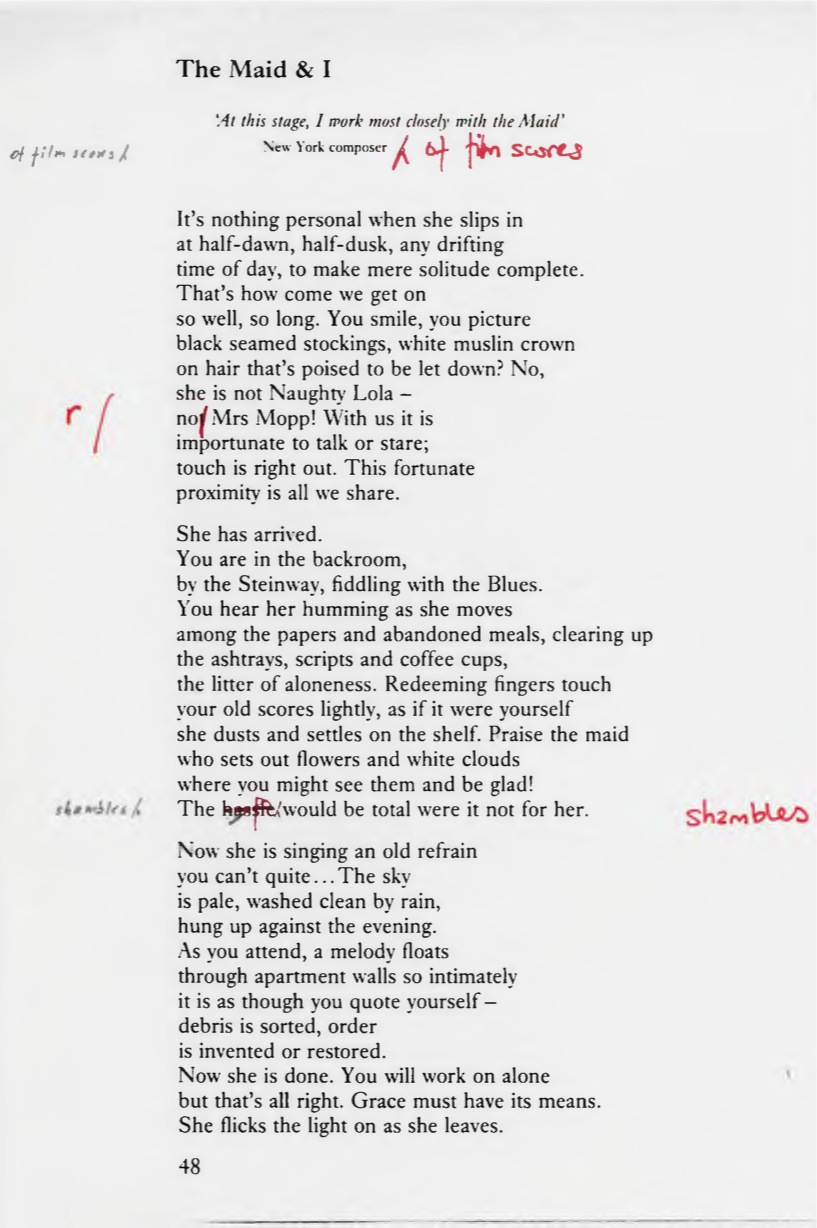 The Maid & I
'At this stage, I work most closely with the Maid'
of film scores / New York composer / of film scores
It's nothing personal when she slips in
at half-dawn, half-dusk, any drifting
time of day, to make mere solitude complete.
That's how come we get on
so well, so long. You smile, you picture
black seamed stockings, white muslin crown
on hair that's poised to be let down? No,
she is not Naughty Lola –
r/ no Mrs Mopp! With us it is
importunate to talk or stare;
touch is right out. This fortunate
proximity is all we share.
She has arrived.
You are in the backroom,
by the Steinway, fiddling with the Blues.
You hear her humming as she moves
among the papers and abandoned meals, clearing up
the ashtrays, scripts and coffee cups,
the litter of aloneness. Redeeming fingers touch
your old scores lightly, as if it were yourself
she dusts and settles on the shelf. Praise the maid
who sets out flowers and white clouds
where you might see them and be glad!
shambles / The would be total were it not for her. shambles
Now she is singing an old refrain
you can't quite...The sky
is pale, washed clean by rain,
hung up against the evening.
As you attend, a melody floats
through apartment walls so intimately
it is as though you quote yourself –
debris is sorted, order
is invented or restored.
Now she is done. You will work on alone
but that's all right. Grace must have its means.
She flicks the light on as she leaves.
48